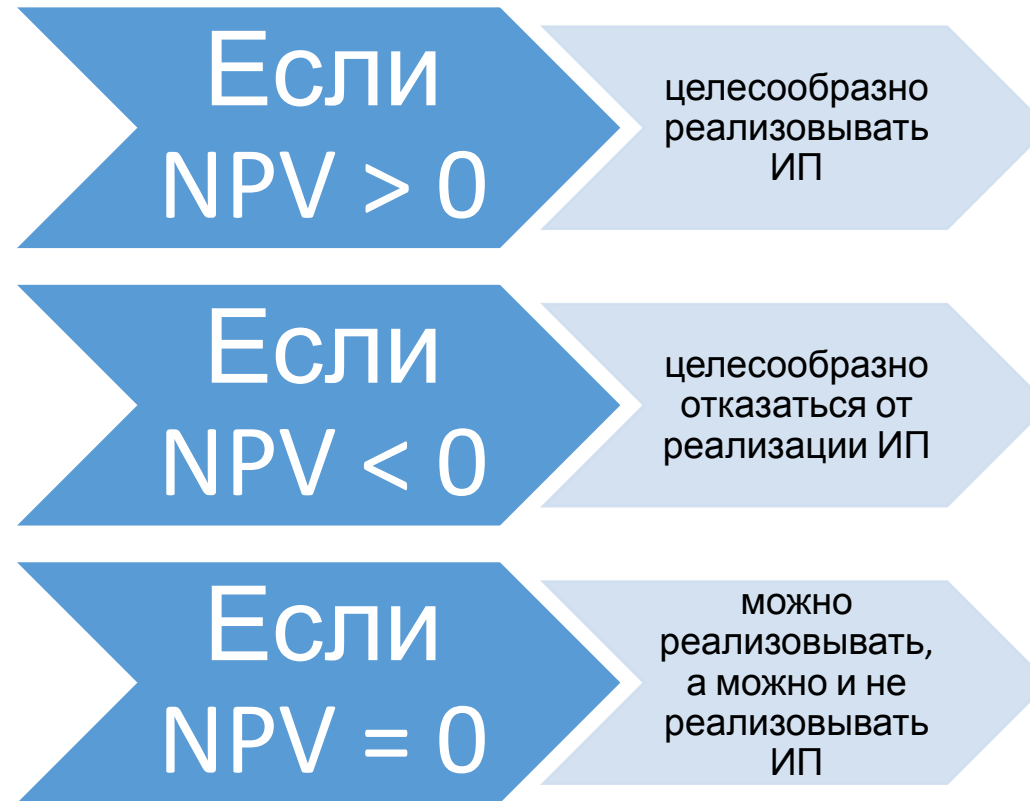 Если
NPV > 0
целесообразно
реализовывать
ИП
Если
NPV < 0
целесообразно
отказаться от
реализации ИП
Если
NPV = 0
можно
реализовывать,
а можно и не
реализовывать
ИП